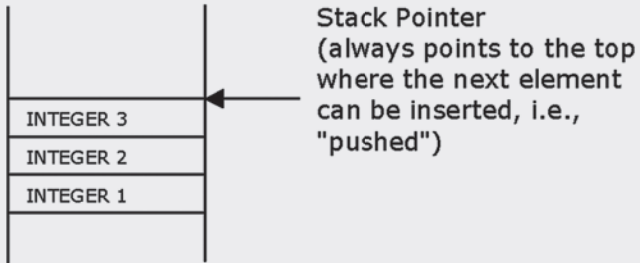 Stack Pointer
(always points to the top
where the next element
can be inserted, i.e.,
"pushed")
INTEGER 3
INTEGER 2
INTEGER 1